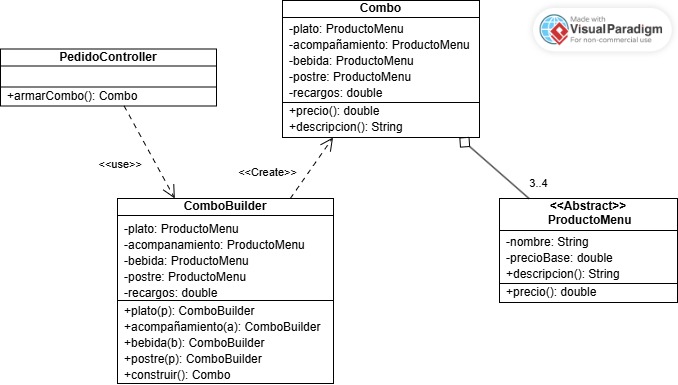 Combo
-plato: ProductoMenu
-acompañamiento: ProductoMenu
-bebida: ProductoMenu
-postre: ProductoMenu
-recargos: double
+precio(): double
+descripcion(): String
Made with
VisualParadigm
For non-commercial use
PedidoController
+armarCombo(): Combo
<<use>>
<<Create>>
3..4
ComboBuilder
-plato: ProductoMenu
-acompanamiento: ProductoMenu
-bebida: ProductoMenu
-postre: ProductoMenu
-recargos: double
+plato(p): ComboBuilder
+acompañamiento(a): ComboBuilder
+bebida(b): ComboBuilder
+postre(p): ComboBuilder
+construir(): Combo
<<Abstract>>
ProductoMenu
-nombre: String
-precioBase: double
+descripcion(): String
+precio(): double